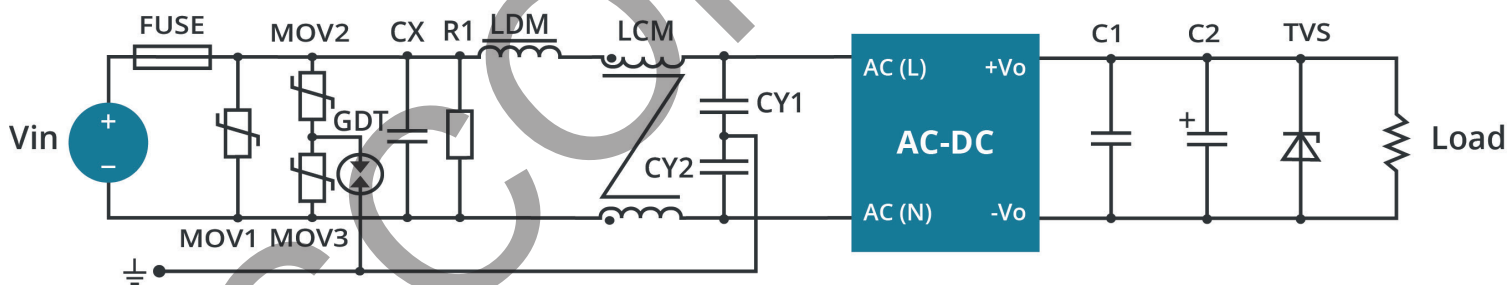 FUSE
MOV2
CX
R1
LDM
LCM
C1
C2
TVS
AC (L)
+Vo
CY1
GDT
+
+
Vin
AC-DC
Load
−
CY2
AC (N)
-Vo
MOV1
MOV3